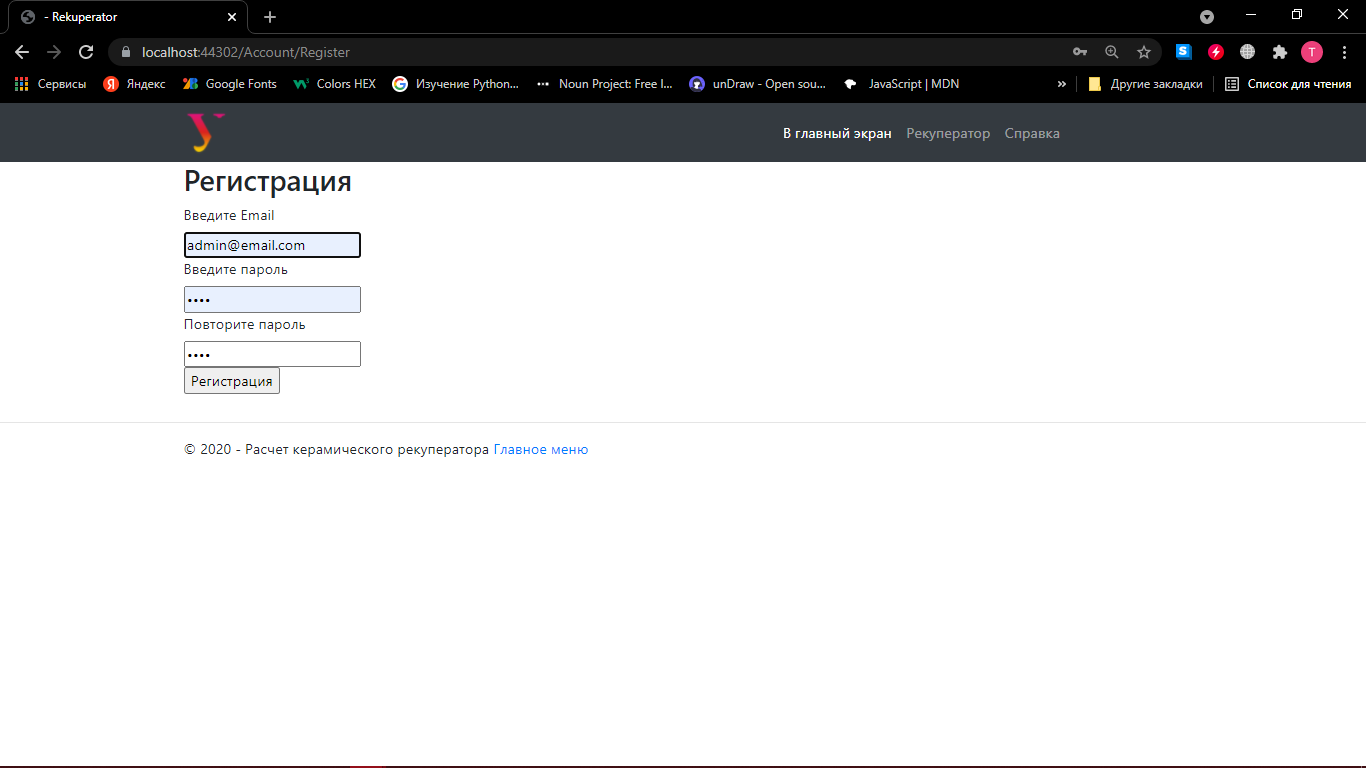 - Rekuperator
localhost:44302/Account/Register
Сервисы Яндекс Google Fonts Colors HEX Изучение Python... Noun Project: Free I... unDraw - Open sou... JavaScript | MDN » Другие закладки Список для чтения
У В главный экран Рекуператор Справка
Регистрация
Введите Email
admin@email.com
Введите пароль
••••
Повторите пароль
••••
Регистрация
© 2020 - Расчет керамического рекуператора Главное меню